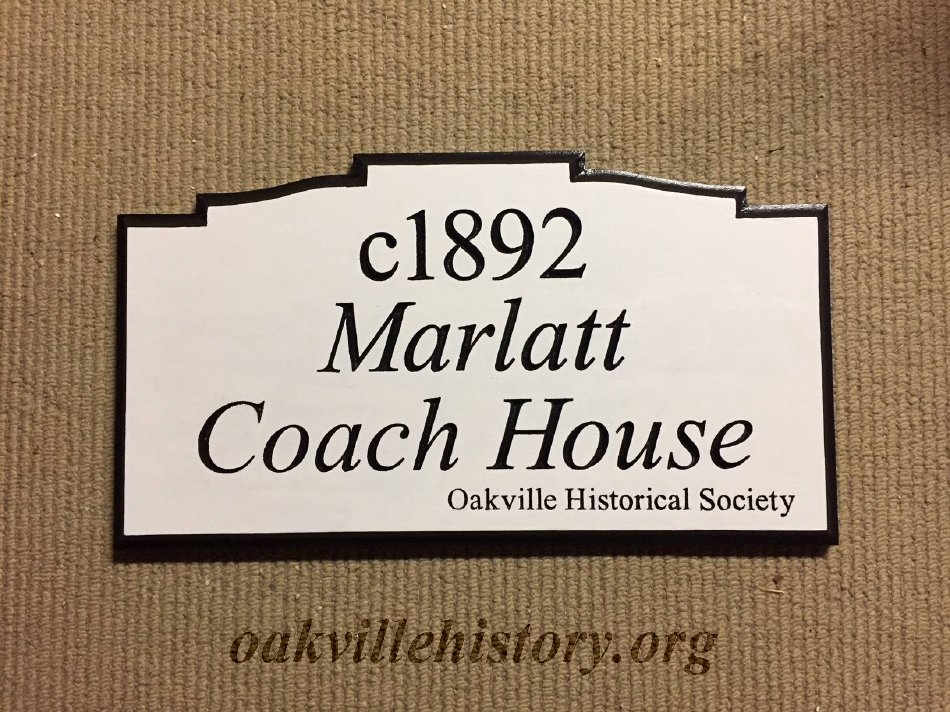 c1892
Marlatt
Coach House
Oakville Historical Society
oakvillehistory.org